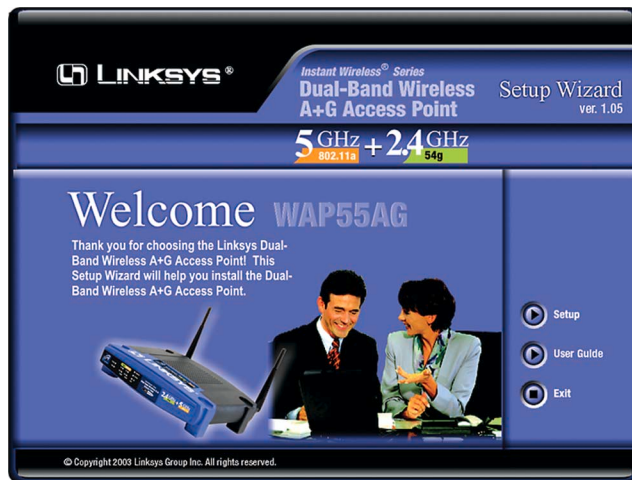 LINKSYS®
Instant Wireless® Series
Dual-Band Wireless
A+G Access Point
Setup Wizard
ver. 1.05
5 GHz + 2.4 GHz
802.11a
54g
Welcome WAP55AG
Thank you for choosing the Linksys Dual-
Band Wireless A+G Access Point! This
Setup Wizard will help you install the Dual-
Band Wireless A+G Access Point.
Setup
User Guide
Exit
LINKSYS
© Copyright 2003 Linksys Group Inc. All rights reserved.